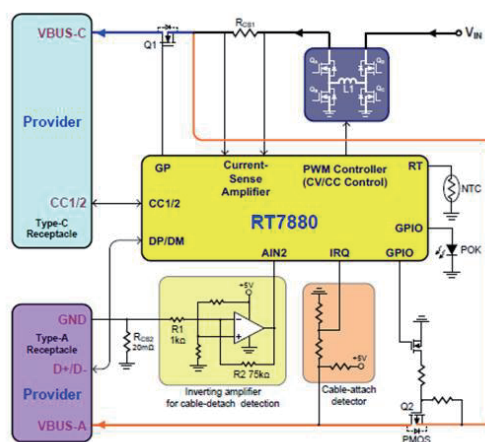 VBUS-C
Provider
CC1/2
Type-C
Receptacle
Q1
RCS1
L1
VIN
GP
Current-
Sense
Amplifier
PWM Controller
(CV/CC Control)
RT
NTC
CC1/2
RT7880
GPIO
POK
DP/DM
AIN2
IRQ
GPIO
GND
Type-A
Receptacle
D+/D-
Provider
VBUS-A
RCS2
20mΩ
R1
1kΩ
+5V
R2 75kΩ
Inverting amplifier
for cable-detach detection
+5V
Cable-attach
detector
Q2
PMOS